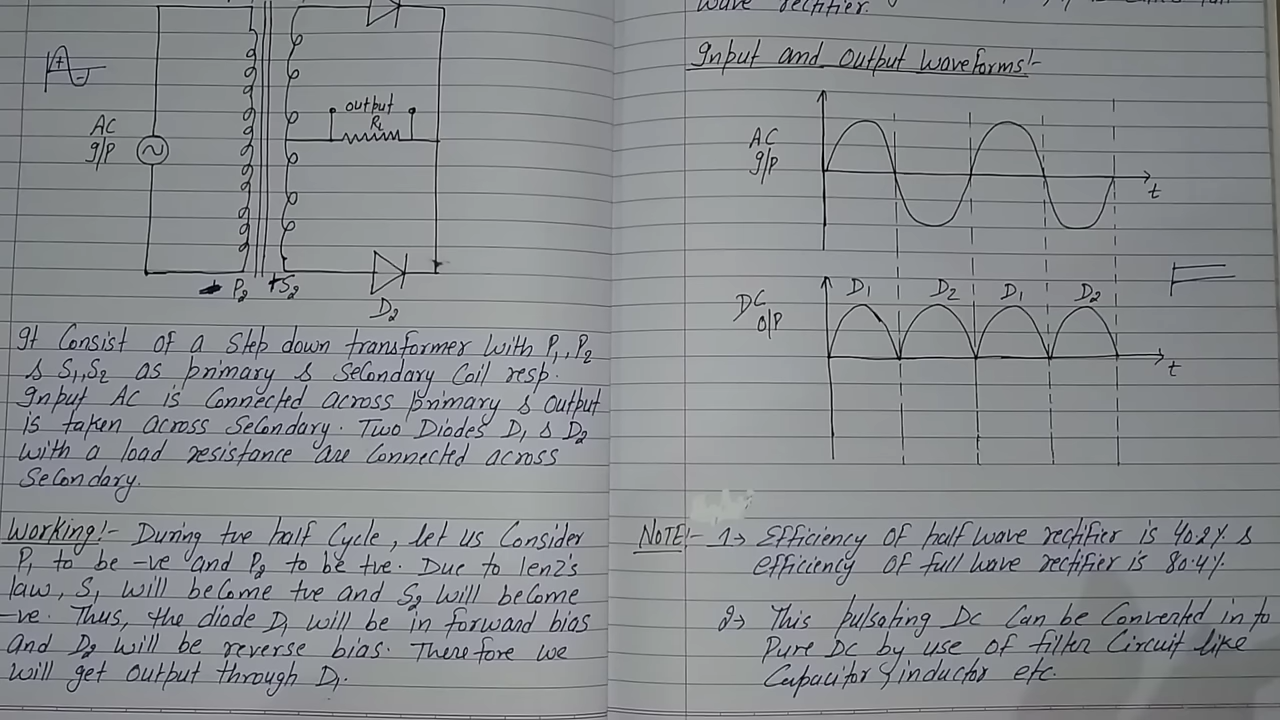 output
RL
AC
I/P
P2
+S2
D2
It Consist of a Step down transformer with P1, P2
& S1, S2 as primary & Secondary Coil resp.
Input AC is Connected across primary & output
is taken across Secondary. Two Diodes D1 & D2
with a load resistance are Connected across
Secondary.
Working:- During +ve half Cycle, let us Consider
P1 to be -ve and P2 to be +ve. Due to lenz's
law, S1 will become +ve and S2 will become
-ve. Thus, the diode D1 will be in forward bias
and D2 will be reverse bias. Therefore we
will get output through D1.
wave rectifier.
Input and Output Waveforms:-
AC
I/P
t
DC
O/P
D1 D2 D1 D2
t
NOTE:- 1→ Efficiency of half wave rectifier is 40.2% &
efficiency of full wave rectifier is 80.4%.
2→ This pulsating DC Can be Converted in to
Pure DC by use of filter Circuit like
Capacitor & inductor etc.